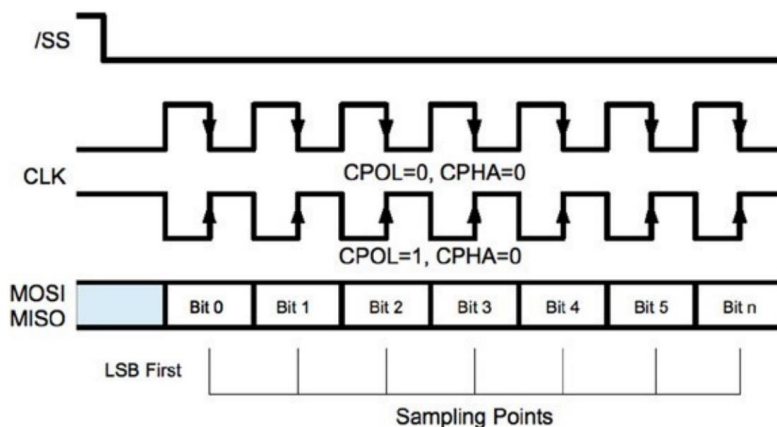 /SS
CPOL=0, CPHA=0
CLK
CPOL=1, CPHA=0
MOSI
MISO
Bit 0 Bit 1 Bit 2 Bit 3 Bit 4 Bit 5 Bit n
LSB First
Sampling Points